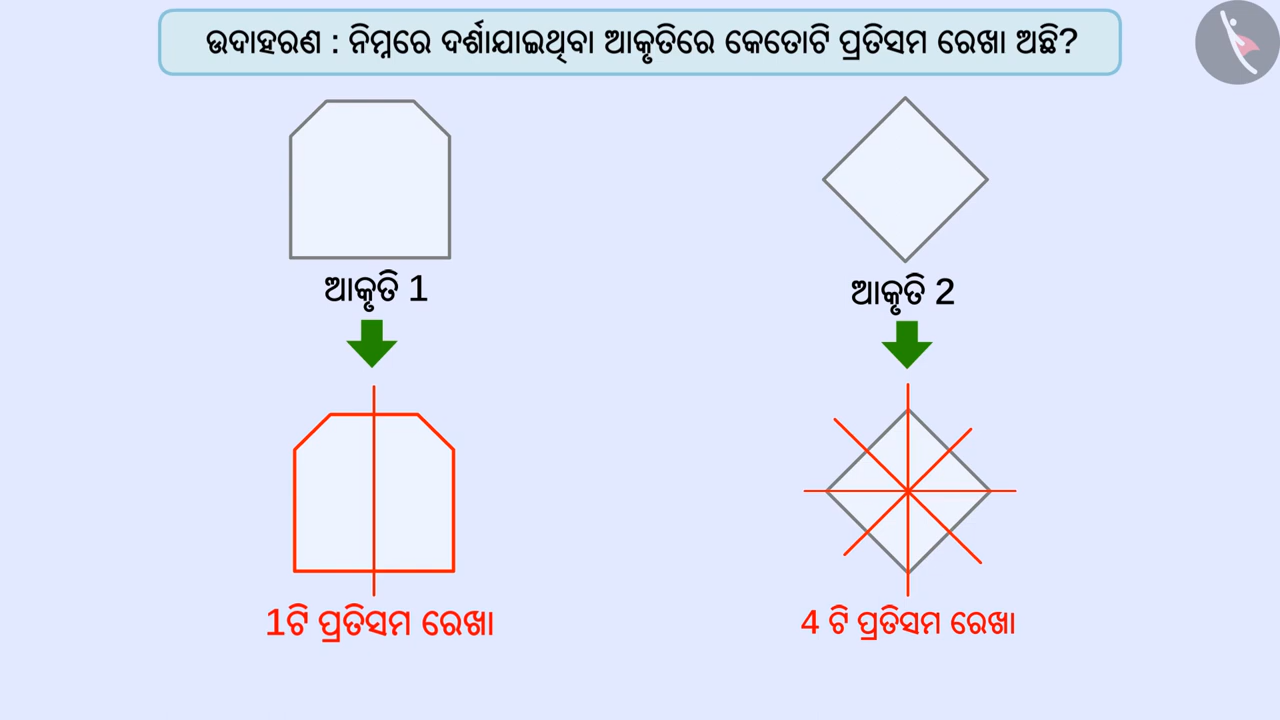 ଉଦାହରଣ : ନିମ୍ନରେ ଦର୍ଶାଯାଇଥିବା ଆକୃତିରେ କେତୋଟି ପ୍ରତିସମ ରେଖା ଅଛି?
ଆକୃତି 1
ଆକୃତି 2
1ଟି ପ୍ରତିସମ ରେଖା
4 ଟି ପ୍ରତିସମ ରେଖା